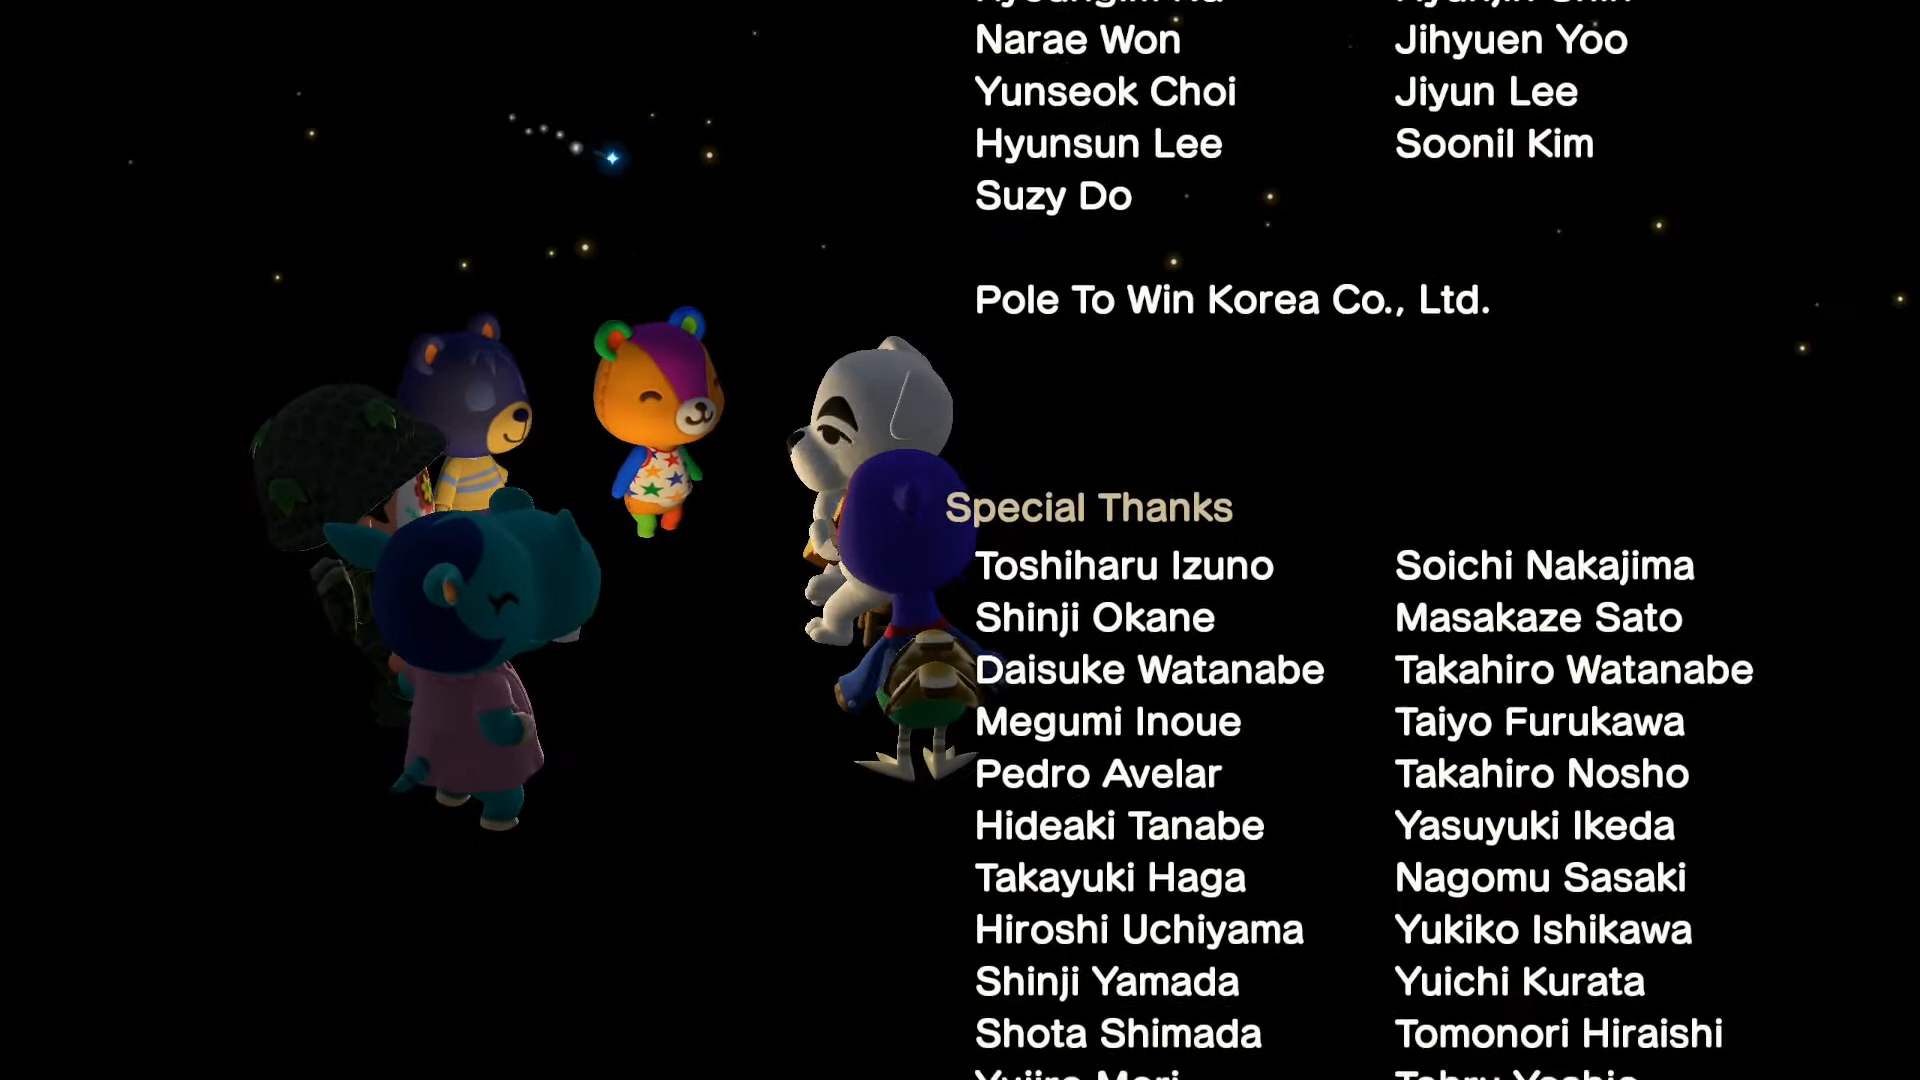 Narae Won Jihyuen Yoo
Yunseok Choi Jiyun Lee
Hyunsun Lee Soonil Kim
Suzy Do
Pole To Win Korea Co., Ltd.
Special Thanks
Toshiharu Izuno Soichi Nakajima
Shinji Okane Masakaze Sato
Daisuke Watanabe Takahiro Watanabe
Megumi Inoue Taiyo Furukawa
Pedro Avelar Takahiro Nosho
Hideaki Tanabe Yasuyuki Ikeda
Takayuki Haga Nagomu Sasaki
Hiroshi Uchiyama Yukiko Ishikawa
Shinji Yamada Yuichi Kurata
Shota Shimada Tomonori Hiraishi